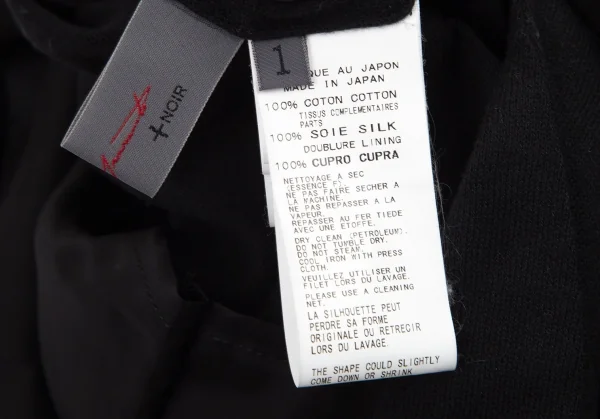 +NOIR
1
QUE AU JAPON
MADE IN JAPAN
100% COTON COTTON
TISSUS COMPLEMENTAIRES
PARTS
100% SOIE SILK
DOUBLURE LINING
100% CUPRO CUPRA
NETTOYAGE A SEC
(ESSENCE F).
NE PAS FAIRE SECHER A
LA MACHINE.
NE PAS REPASSER A LA
VAPEUR.
REPASSER AU FER TIEDE
AVEC UNE ETOFFE.
DRY CLEAN (PETROLEUM).
DO NOT TUMBLE DRY.
DO NOT STEAM.
COOL IRON WITH PRESS
CLOTH.
VEUILLEZ UTILISER UN
FILET LORS DU LAVAGE.
PLEASE USE A CLEANING
NET.
LA SILHOUETTE PEUT
PERDRE SA FORME
ORIGINALE OU RETRECIR
LORS DU LAVAGE.
THE SHAPE COULD SLIGHTLY
COME DOWN OR SHRINK